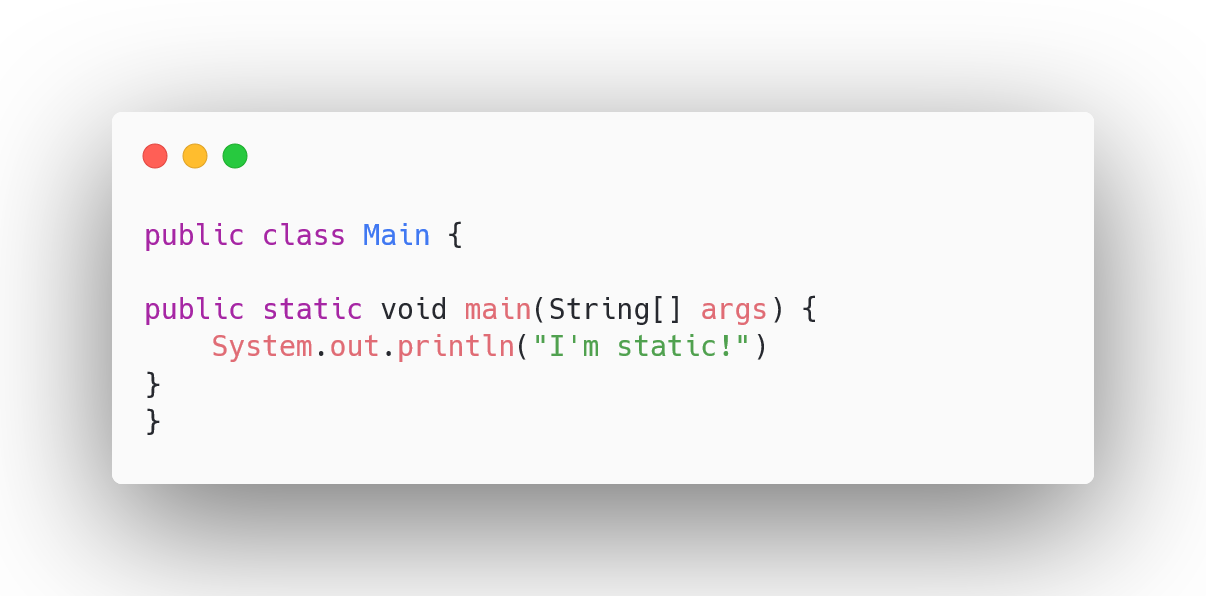 public class Main {
public static void main(String[] args) {
System.out.println("I'm static!")
}
}